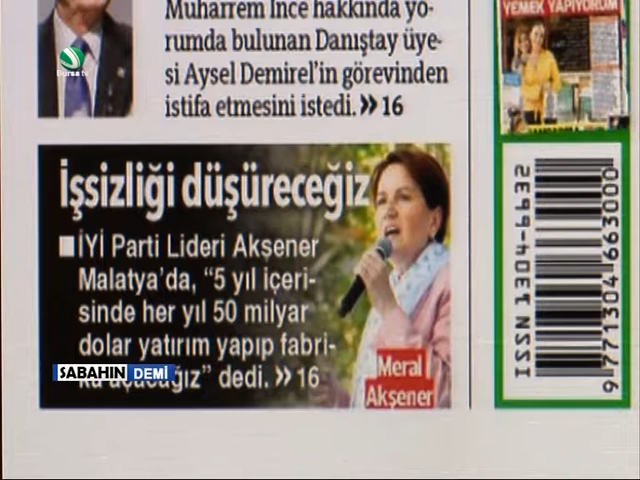 Muharrem İnce hakkında yo-
rumda bulunan Danıştay üye-
si Aysel Demirel'in görevinden
istifa etmesini istedi. >> 16
YEMEK YAPIYORUM
Bursa tv
İşsizliği düşüreceğiz
İYİ Parti Lideri Akşener
Malatya'da, “5 yıl içeri-
sinde her yıl 50 milyar
dolar yatırım yapıp fabri-
ka açacağız” dedi. >> 16
Meral
Akşener
SABAHIN DEMİ
ISSN 1304-6632
9 771304 663000